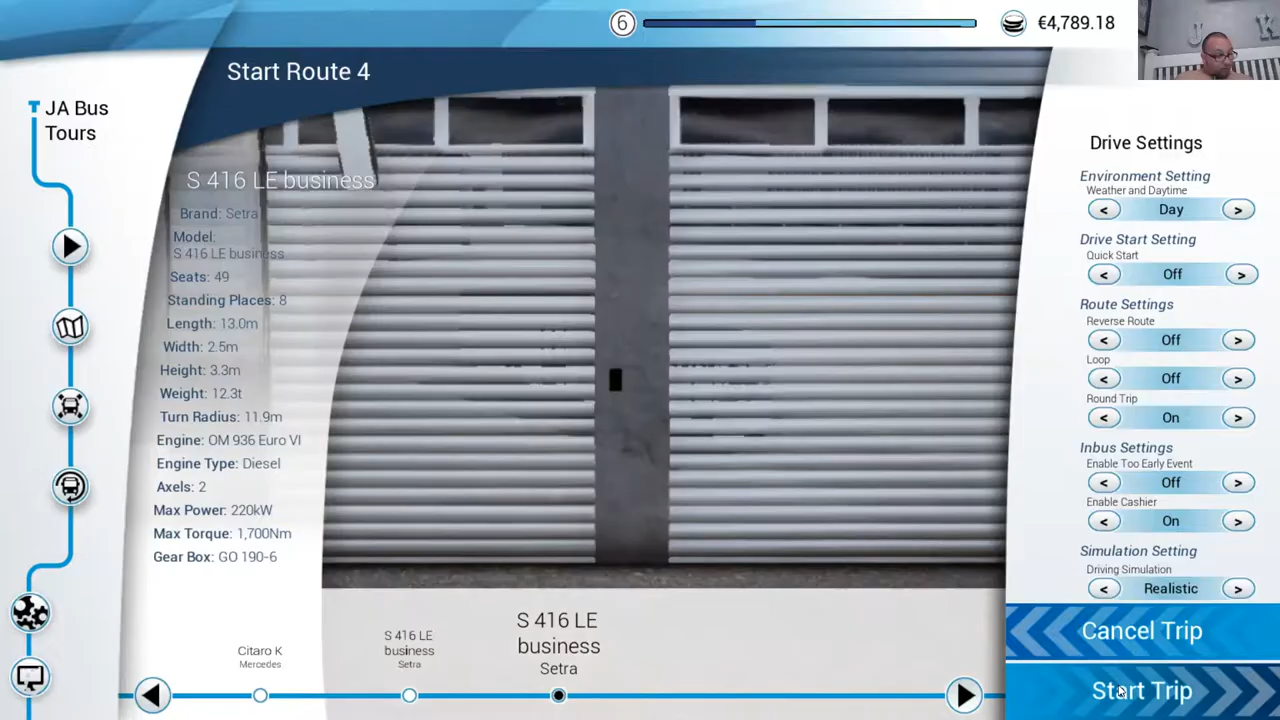 6
€4,789.18
Start Route 4
JA Bus
Tours
S 416 LE business
Brand: Setra
Model:
S 416 LE business
Seats: 49
Standing Places: 8
Length: 13.0m
Width: 2.5m
Height: 3.3m
Weight: 12.3t
Turn Radius: 11.9m
Engine: OM 936 Euro VI
Engine Type: Diesel
Axels: 2
Max Power: 220kW
Max Torque: 1,700Nm
Gear Box: GO 190-6
Drive Settings
Environment Setting
Weather and Daytime
< Day >
Drive Start Setting
Quick Start
< Off >
Route Settings
Reverse Route
< Off >
Loop
< Off >
Round Trip
< On >
Inbus Settings
Enable Too Early Event
< Off >
Enable Cashier
< On >
Simulation Setting
Driving Simulation
< Realistic >
Cancel Trip
Start Trip
Citaro K
Mercedes
S 416 LE
business
Setra
S 416 LE
business
Setra